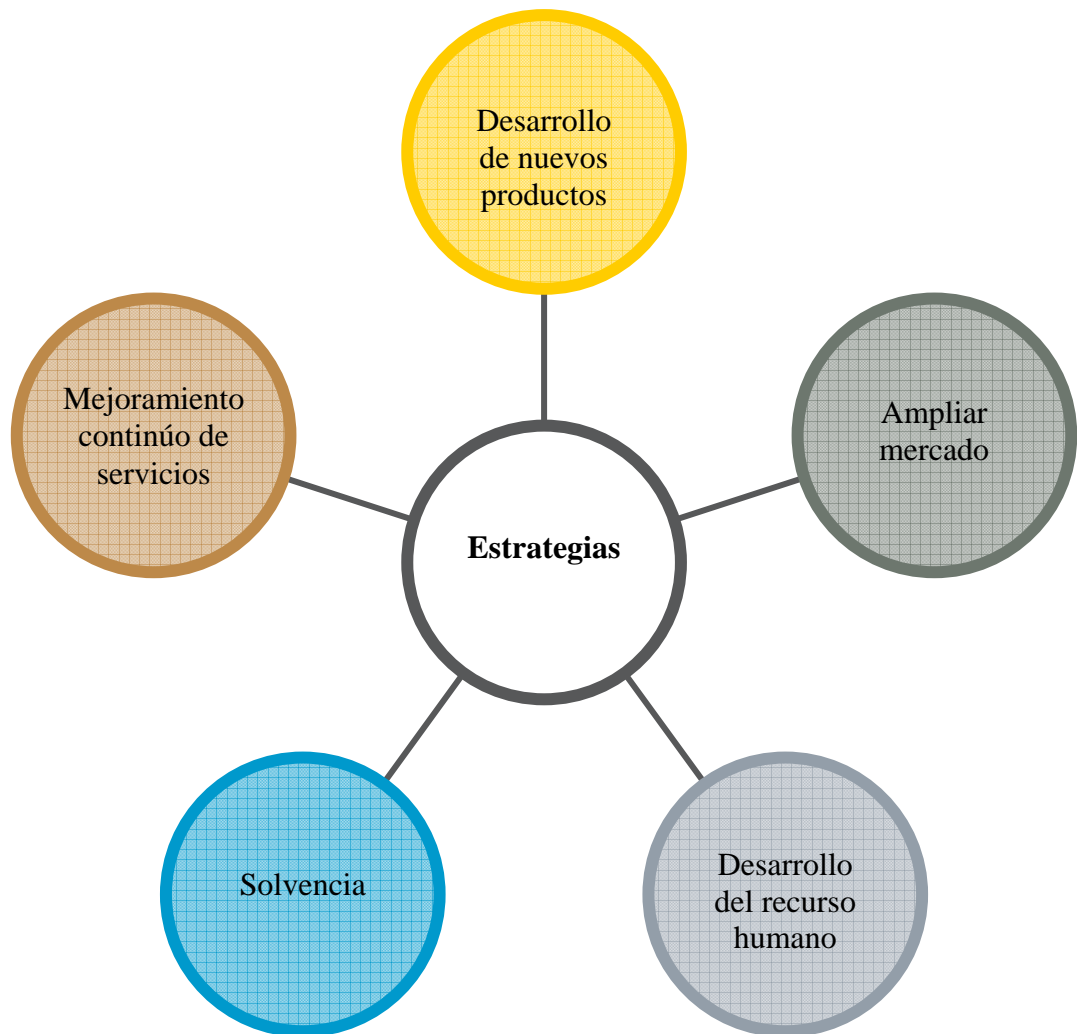 Desarrollo
de nuevos
productos
Mejoramiento
continúo de
servicios
Ampliar
mercado
Estrategias
Solvencia
Desarrollo
del recurso
humano